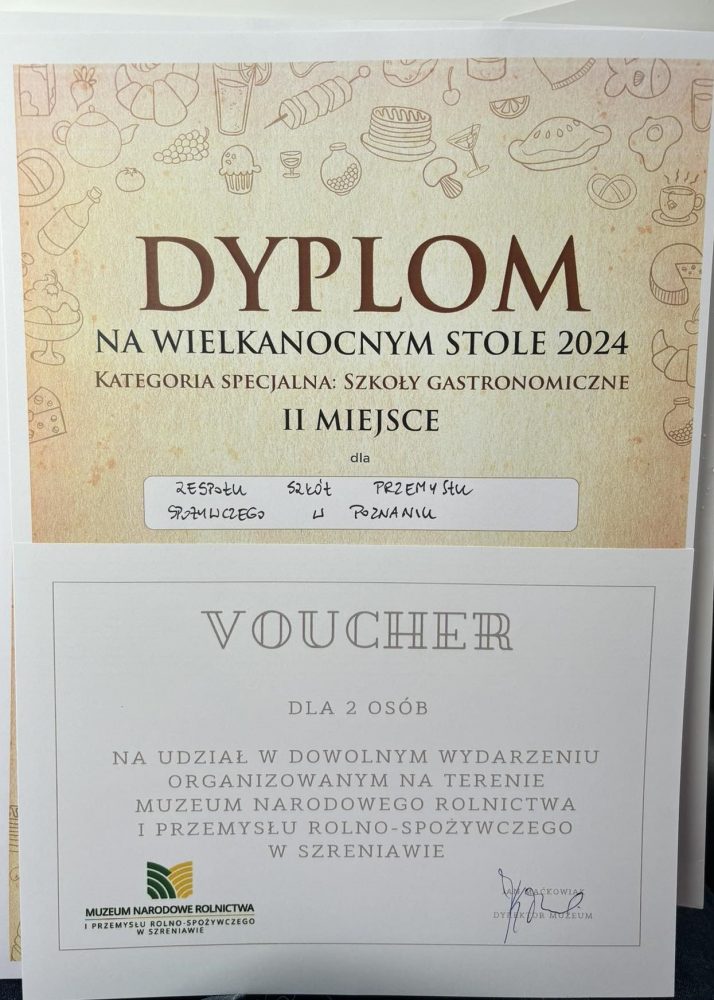 DYPLOM
NA WIELKANOCNYM STOLE 2024
KATEGORIA SPECJALNA: SZKOŁY GASTRONOMICZNE
II MIEJSCE
dla
ZESPOŁU SZKÓŁ PRZEMYSŁU
SPOŻYWCZEGO W POZNANIU
VOUCHER
DLA 2 OSÓB
NA UDZIAŁ W DOWOLNYM WYDARZENIU
ORGANIZOWANYM NA TERENIE
MUZEUM NARODOWEGO ROLNICTWA
I PRZEMYSŁU ROLNO-SPOŻYWCZEGO
W SZRENIAWIE
MUZEUM NARODOWE ROLNICTWA
I PRZEMYSŁU ROLNO-SPOŻYWCZEGO
W SZRENIAWIE
MAĆKOWIAK
DYREKTOR MUZEUM